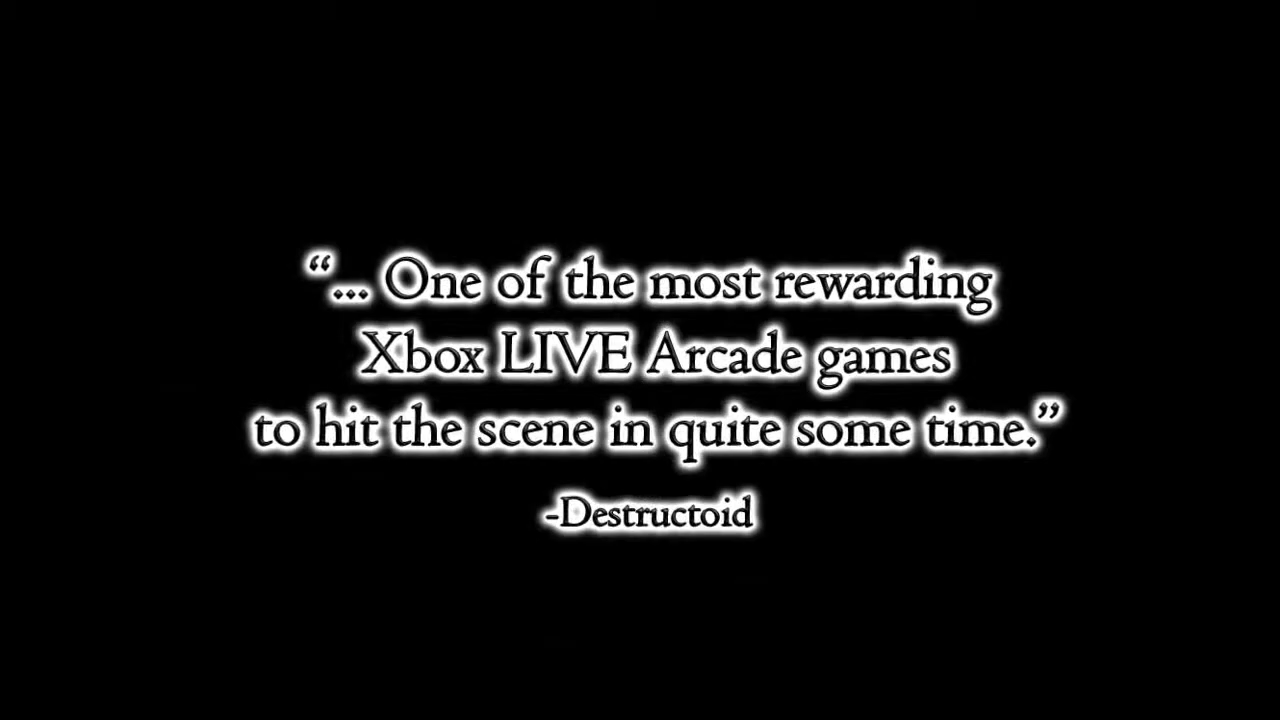 “... One of the most rewarding
Xbox LIVE Arcade games
to hit the scene in quite some time.”
-Destructoid